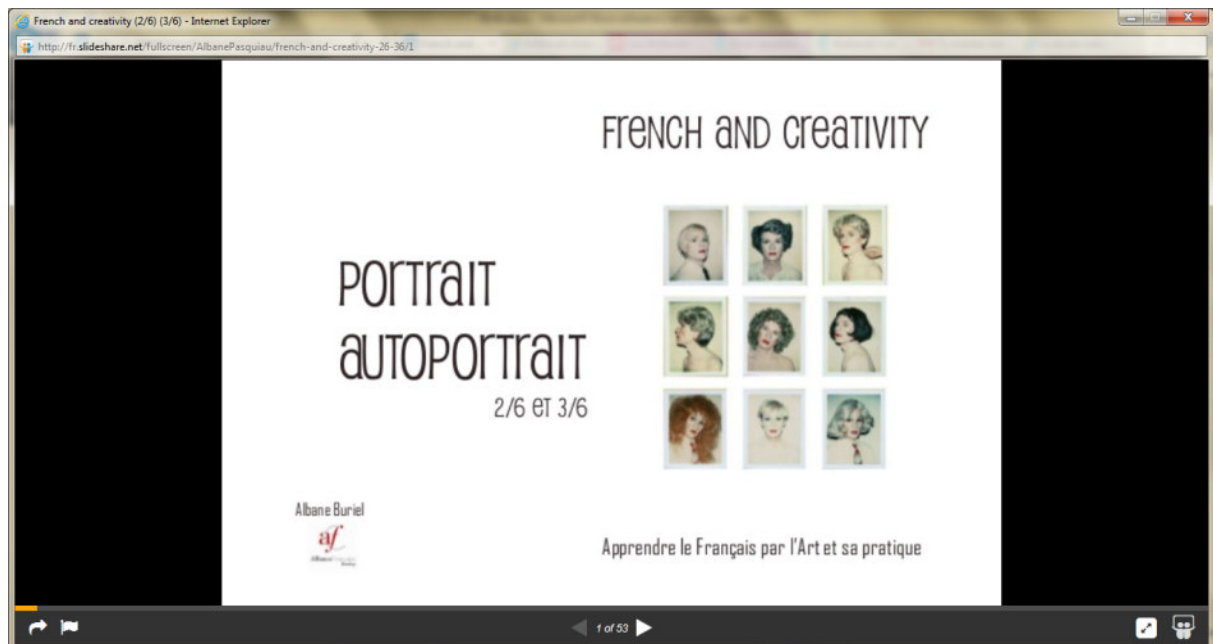 French and creativity (2/6) (3/6) - Internet Explorer
http://fr.slideshare.net/fullscreen/AlbanePasquiau/french-and-creativity-26-36/1
French and creativity
Portrait
autoportrait
2/6 et 3/6
Albane Buriel
af
Apprendre le Français par l'Art et sa pratique
1 of 53